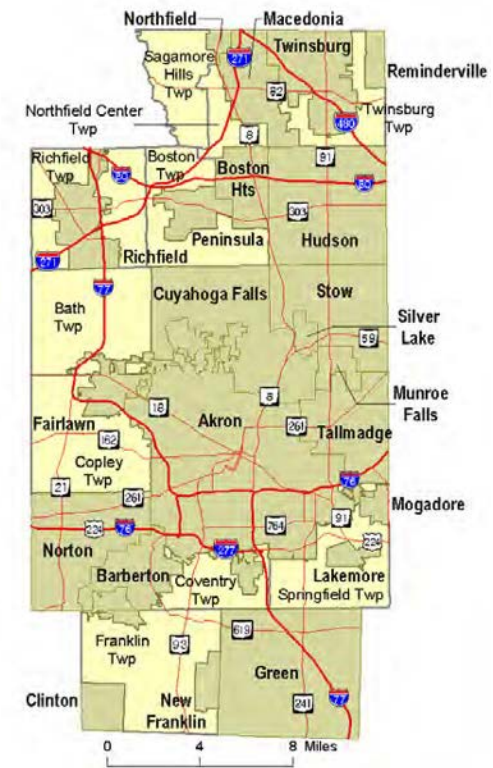 Northfield
Macedonia
271
Twinsburg
Sagamore
Hills
Twp
Reminderville
82
Northfield Center
Twp
Twinsburg
Twp
480
8
Richfield
Twp
80
Boston
Twp
Boston
Hts
91
80
303
303
Peninsula
Hudson
271
Richfield
77
Cuyahoga Falls
Stow
Bath
Twp
Silver
Lake
59
18
8
Munroe
Falls
Fairlawn
Akron
261
Tallmadge
162
Copley
Twp
76
21
261
Mogadore
224
76
764
91
224
277
Norton
Barberton
Coventry
Twp
Lakemore
Springfield Twp
619
Franklin
Twp
93
Green
Clinton
New
Franklin
241
77
0 4 8 Miles